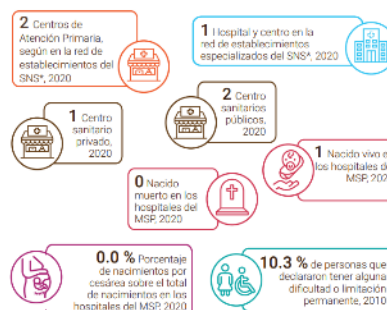 2 Centros de
Atención Primaria,
según en la red de
establecimientos del
SNS*, 2020
1 Hospital y centro en la
red de establecimientos
especializados del SNS*, 2020
1 Centro
sanitario
privado,
2020
2 Centro
sanitarios
públicos,
2020
0 Nacido
muerto en los
hospitales del
MSP, 2020
1 Nacido vivo e
los hospitales de
MSP, 202
0.0 % Porcentaje
de nacimientos por
cesárea sobre el total
de nacimientos en los
hospitales del MSP, 2020
10.3 % de personas que
declararon tener alguna
dificultad o limitación
permanente, 2010